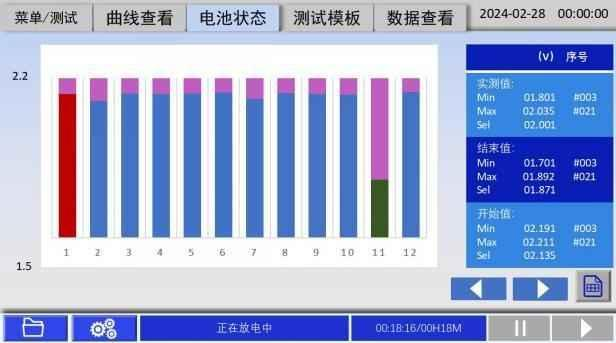 菜单/测试 曲线查看 电池状态 测试模板 数据查看 2024-02-28 00:00:00
(v) 序号
2.2
实测值:
Min 01.801 #003
Max 02.035 #021
Sel 02.001
结束值:
Min 01.701 #003
Max 01.892 #021
Sel 01.871
开始值:
Min 02.191 #003
Max 02.211 #021
Sel 02.135
1 2 3 4 5 6 7 8 9 10 11 12
1.5
正在放电中 00:18:16/00H18M